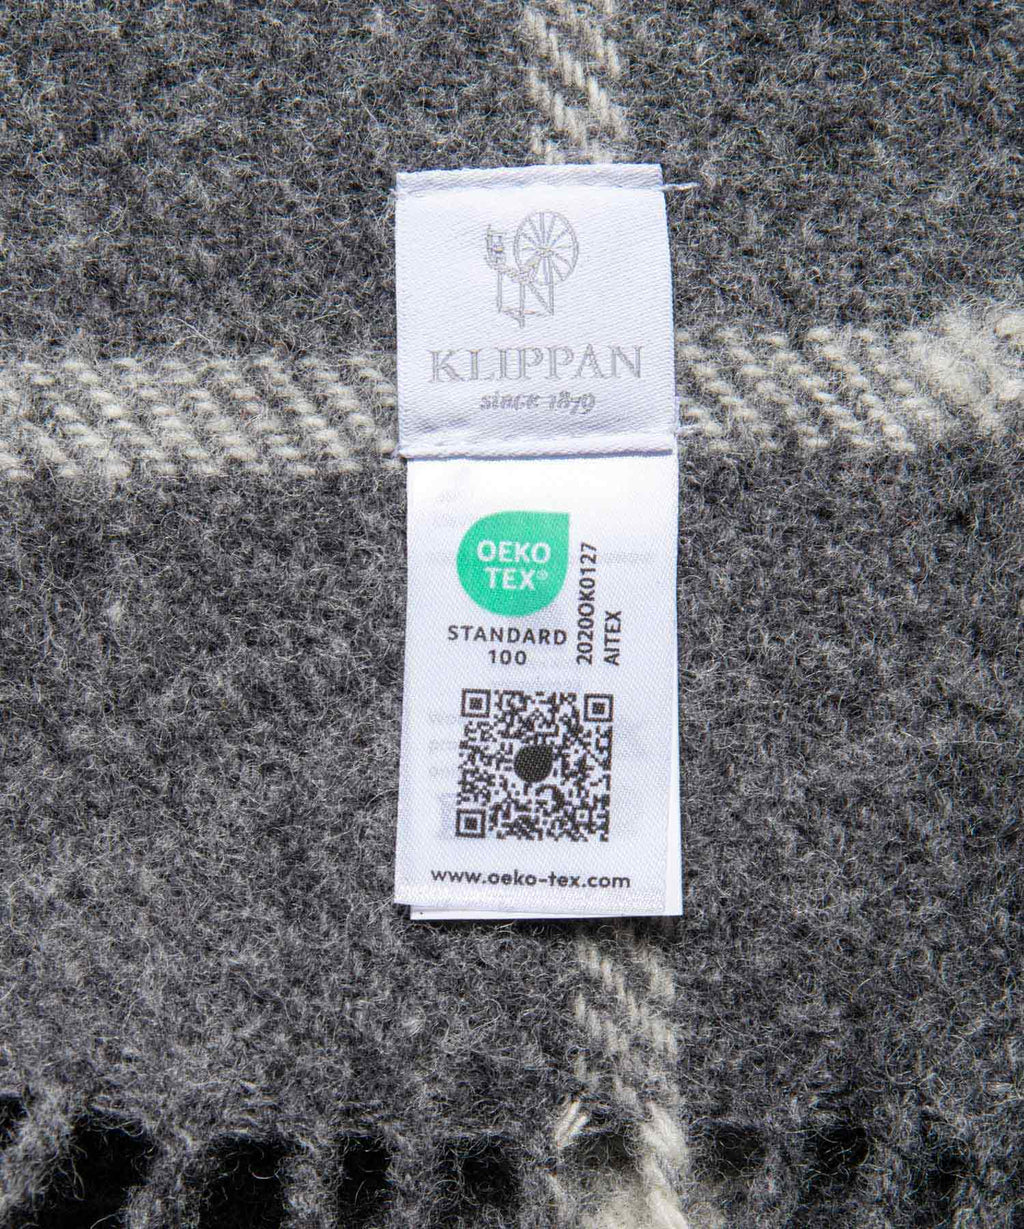 KLIPPAN
since 1879
OEKO
TEX®
STANDARD
100
2020OK0127
AITEX
www.oeko-tex.com